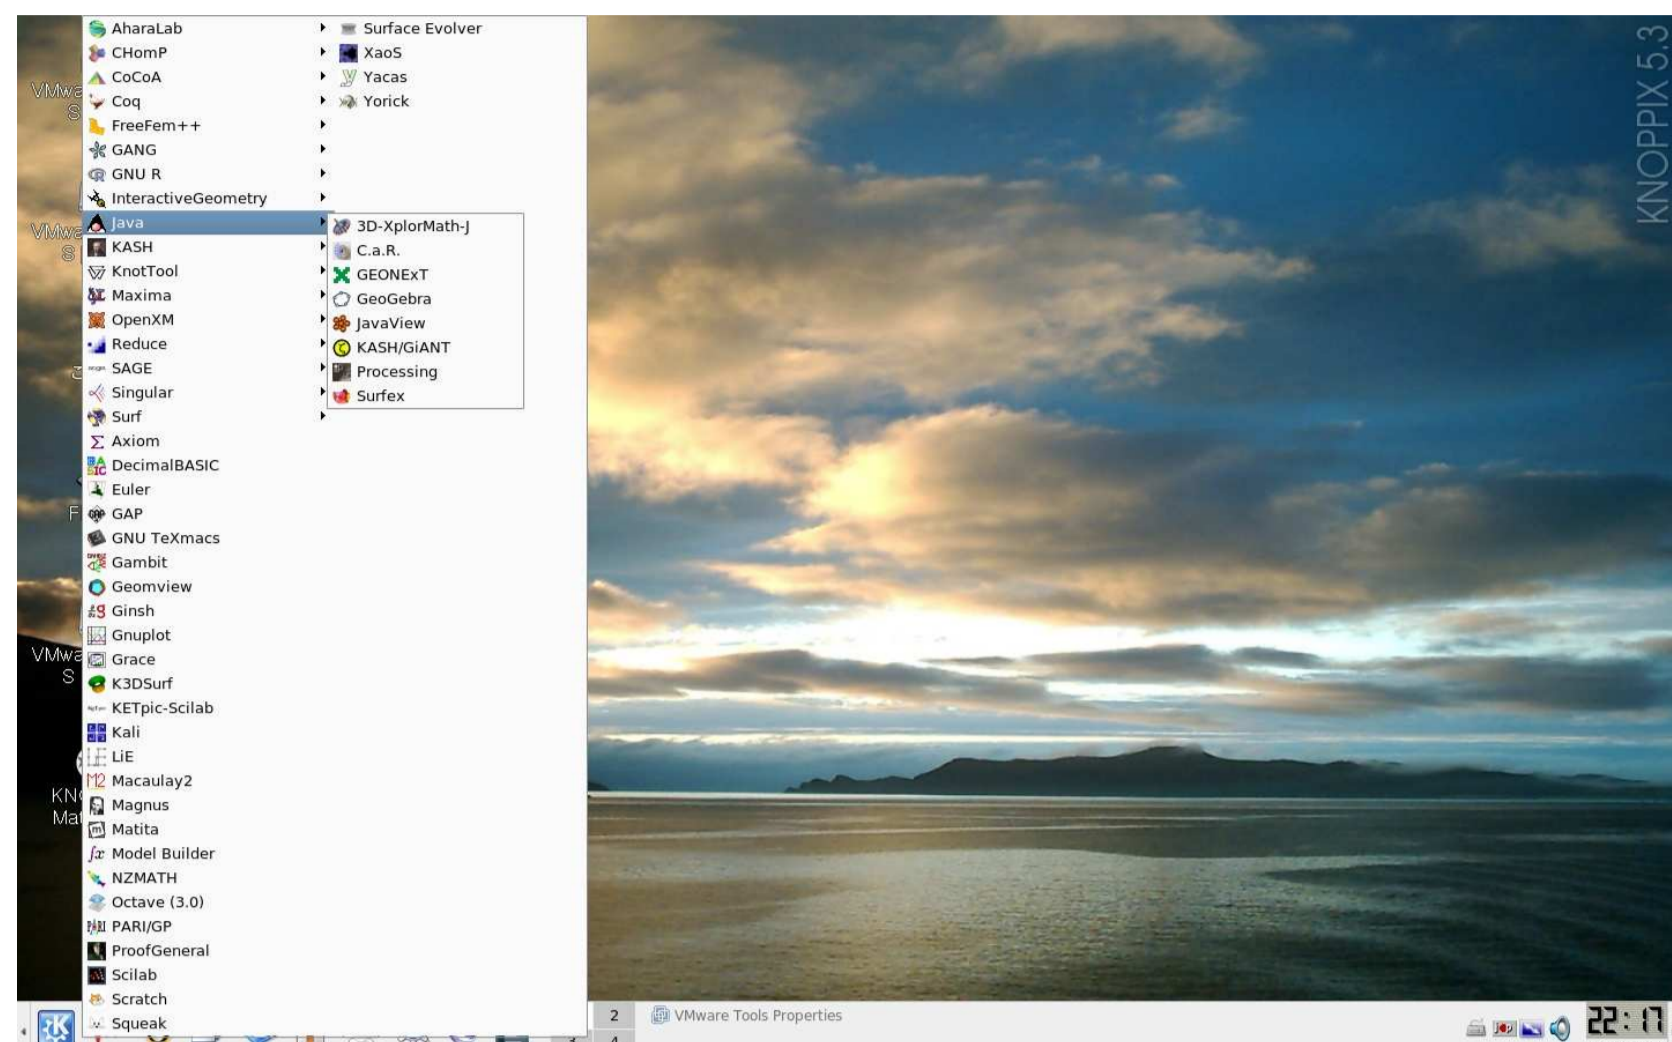 AharaLab
CHomP
CoCoA
Coq
FreeFem++
GANG
GNU R
InteractiveGeometry
Java
KASH
KnotTool
Maxima
OpenXM
Reduce
SAGE
Singular
Surf
Axiom
DecimalBASIC
Euler
GAP
GNU TeXmacs
Gambit
Geomview
Ginsh
Gnuplot
Grace
K3DSurf
KETpic-Scilab
Kali
LiE
Macaulay2
Magnus
Matita
Model Builder
NZMATH
Octave (3.0)
PARI/GP
ProofGeneral
Scilab
Scratch
Squeak
Surface Evolver
XaoS
Yacas
Yorick
3D-XplorMath-J
C.a.R.
GEONExT
GeoGebra
JavaView
KASH/GiANT
Processing
Surfex
KNOPPIX 5.3
2
VMware Tools Properties
22:17